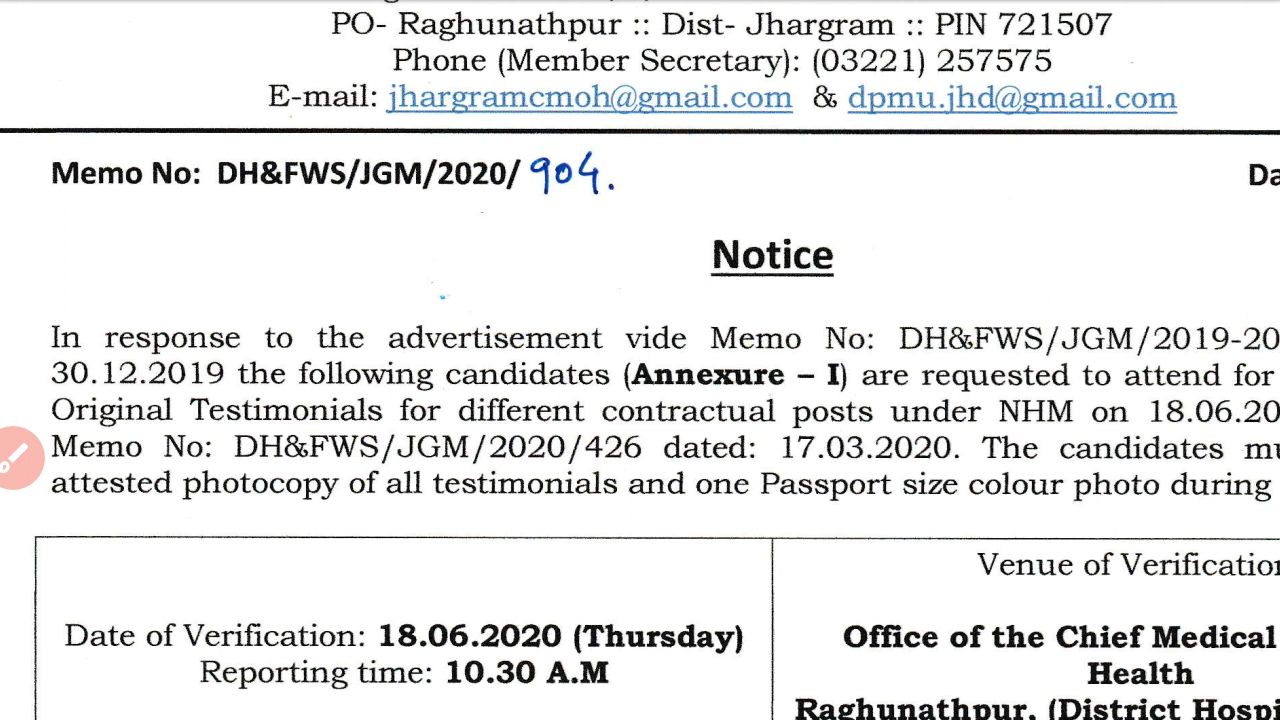 PO- Raghunathpur :: Dist- Jhargram :: PIN 721507
Phone (Member Secretary): (03221) 257575
E-mail: jhargramcmoh@gmail.com & dpmu.jhd@gmail.com
Memo No: DH&FWS/JGM/2020/ 904.
Notice
In response to the advertisement vide Memo No: DH&FWS/JGM/2019-20
30.12.2019 the following candidates (Annexure – I) are requested to attend for
Original Testimonials for different contractual posts under NHM on 18.06.20
Memo No: DH&FWS/JGM/2020/426 dated: 17.03.2020. The candidates
attested photocopy of all testimonials and one Passport size colour photo during
Venue of Verification
Date of Verification: 18.06.2020 (Thursday)
Reporting time: 10.30 A.M
Office of the Chief Medical
Health
Raghunathpur, (District